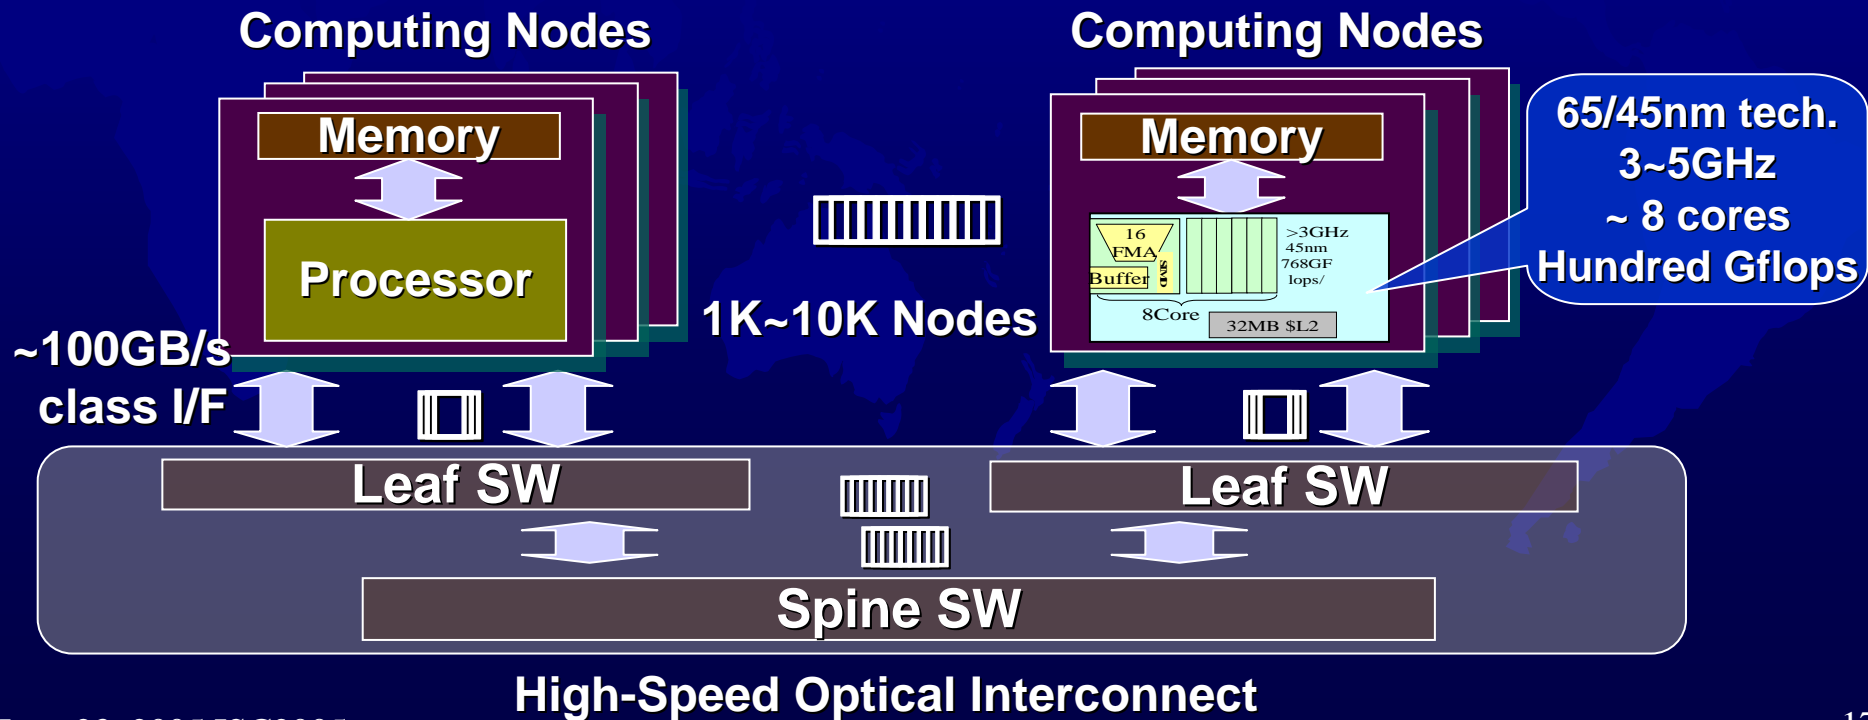 Computing Nodes
Computing Nodes
Memory
Processor
Memory
16
FMA
SIMD
Buffer
>3GHz
45nm
768GF
lops/
8Core
32MB $L2
65/45nm tech.
3~5GHz
~ 8 cores
Hundred Gflops
1K~10K Nodes
~100GB/s
class I/F
Leaf SW
Leaf SW
Spine SW
High-Speed Optical Interconnect